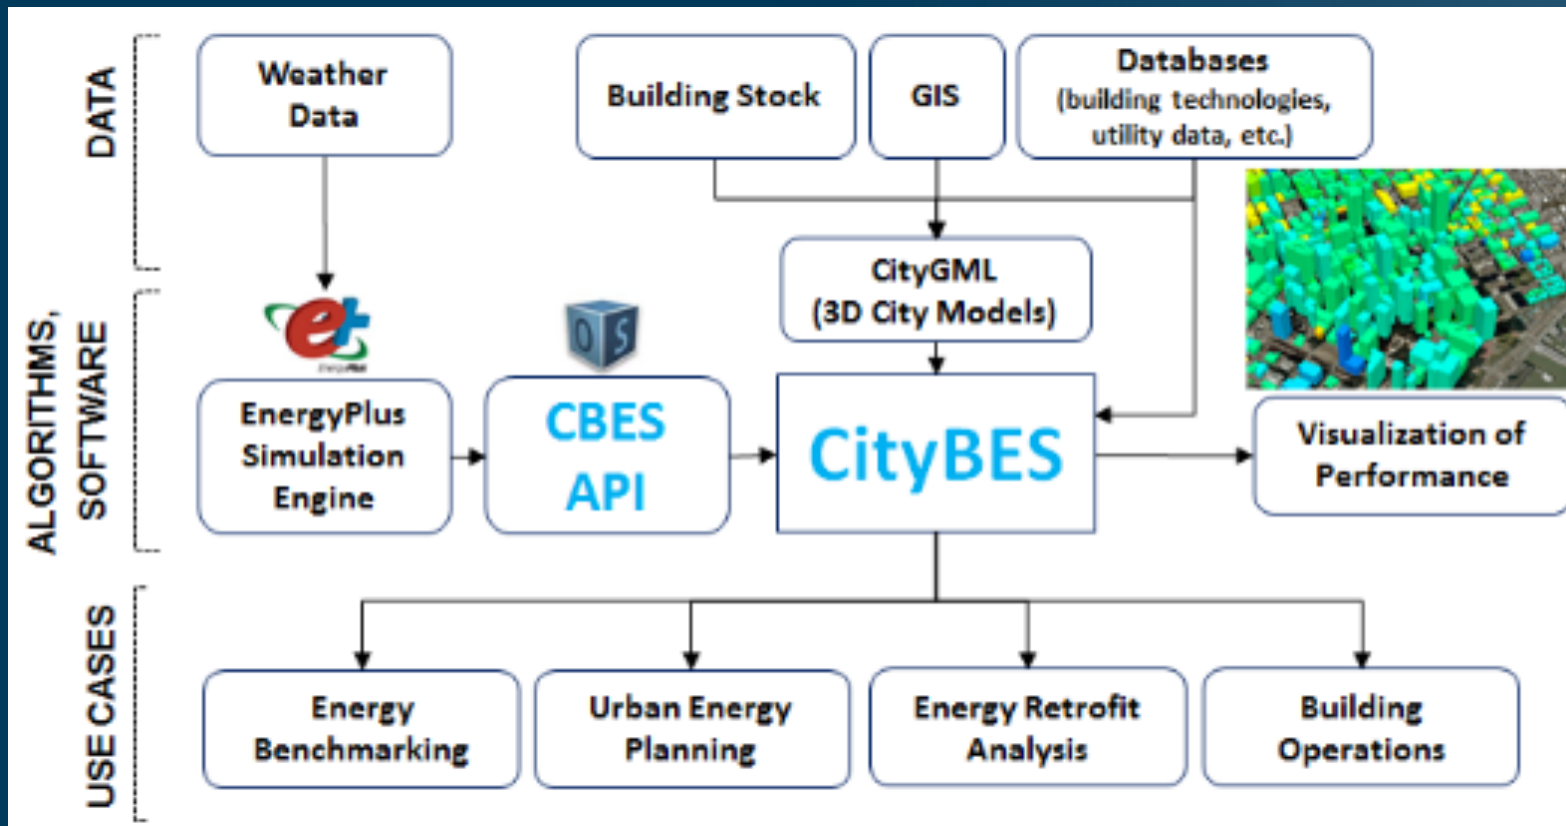 DATA
Weather
Data
Building Stock
GIS
Databases
(building technologies,
utility data, etc.)
CityGML
(3D City Models)
ALGORITHMS,
SOFTWARE
EnergyPlus
OS
EnergyPlus
Simulation
Engine
CBES
API
CityBES
Visualization of
Performance
USE CASES
Energy
Benchmarking
Urban Energy
Planning
Energy Retrofit
Analysis
Building
Operations